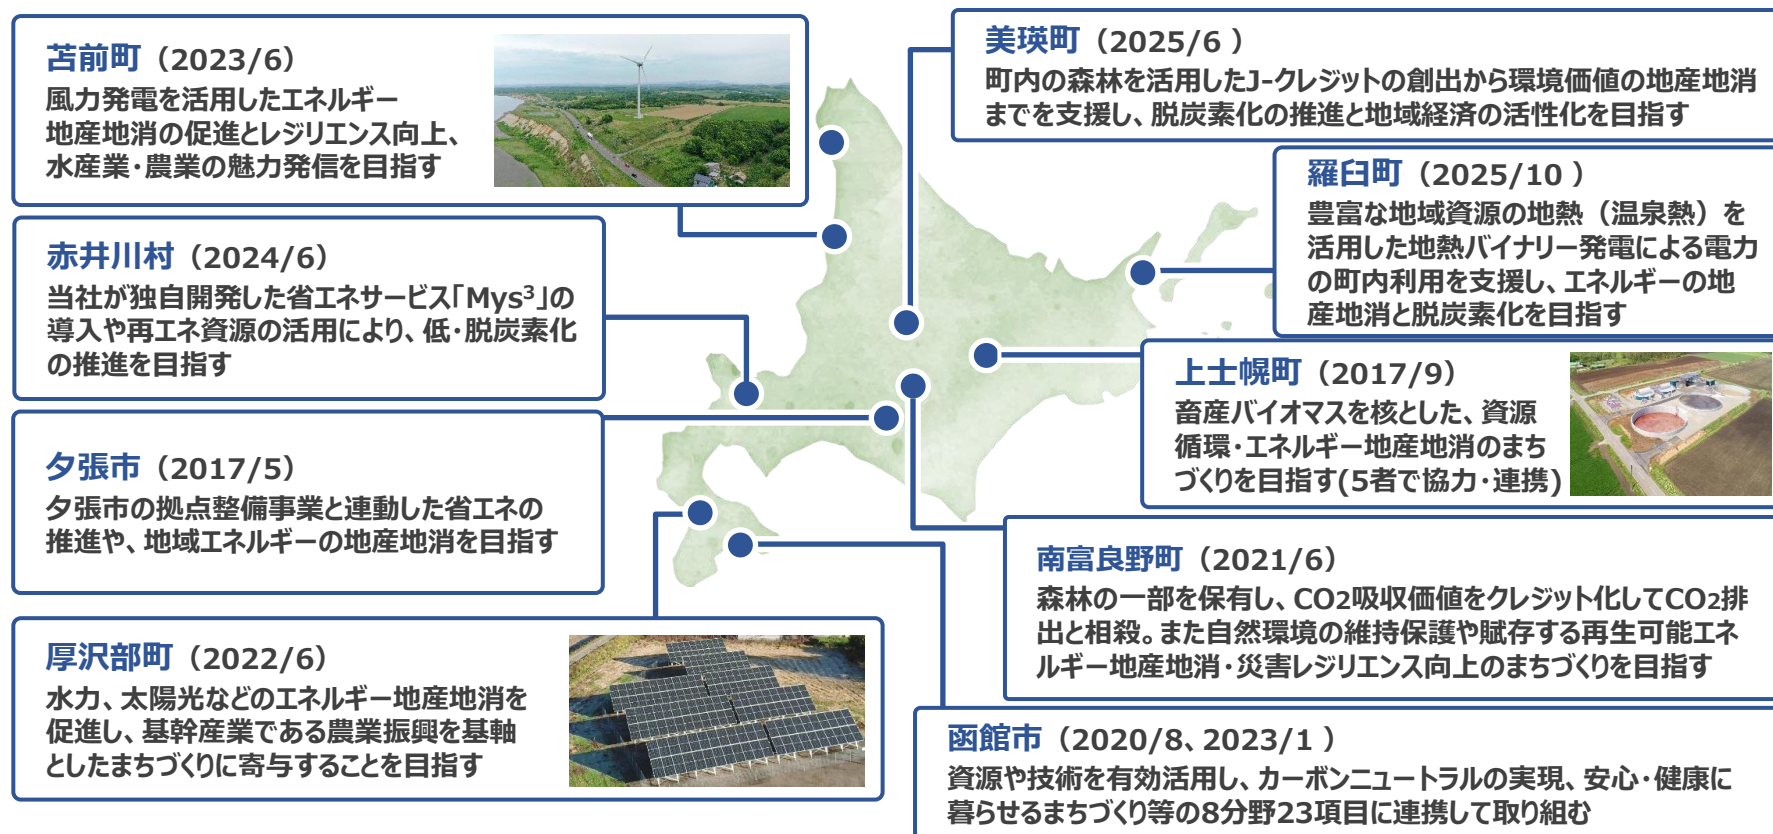 苫前町（2023/6）
風力発電を活用したエネルギー
地産地消の促進とレジリエンス向上、
水産業・農業の魅力発信を目指す
赤井川村（2024/6）
当社が独自開発した省エネサービス「Mys³」の
導入や再エネ資源の活用により、低・脱炭素化
の推進を目指す
夕張市（2017/5）
夕張市の拠点整備事業と連動した省エネの
推進や、地域エネルギーの地産地消を目指す
厚沢部町（2022/6）
水力、太陽光などのエネルギー地産地消を
促進し、基幹産業である農業振興を基軸
としたまちづくりに寄与することを目指す
美瑛町（2025/6 ）
町内の森林を活用したJ-クレジットの創出から環境価値の地産地消
までを支援し、脱炭素化の推進と地域経済の活性化を目指す
羅臼町（2025/10 ）
豊富な地域資源の地熱（温泉熱）を
活用した地熱バイナリー発電による電力
の町内利用を支援し、エネルギーの地
産地消と脱炭素化を目指す
上士幌町（2017/9）
畜産バイオマスを核とした、資源
循環・エネルギー地産地消のまち
づくりを目指す(5者で協力・連携)
南富良野町（2021/6）
森林の一部を保有し、CO2吸収価値をクレジット化してCO2排
出と相殺。また自然環境の維持保護や賦存する再生可能エネ
ルギー地産地消・災害レジリエンス向上のまちづくりを目指す
函館市（2020/8、2023/1 ）
資源や技術を有効活用し、カーボンニュートラルの実現、安心・健康に
暮らせるまちづくり等の8分野23項目に連携して取り組む